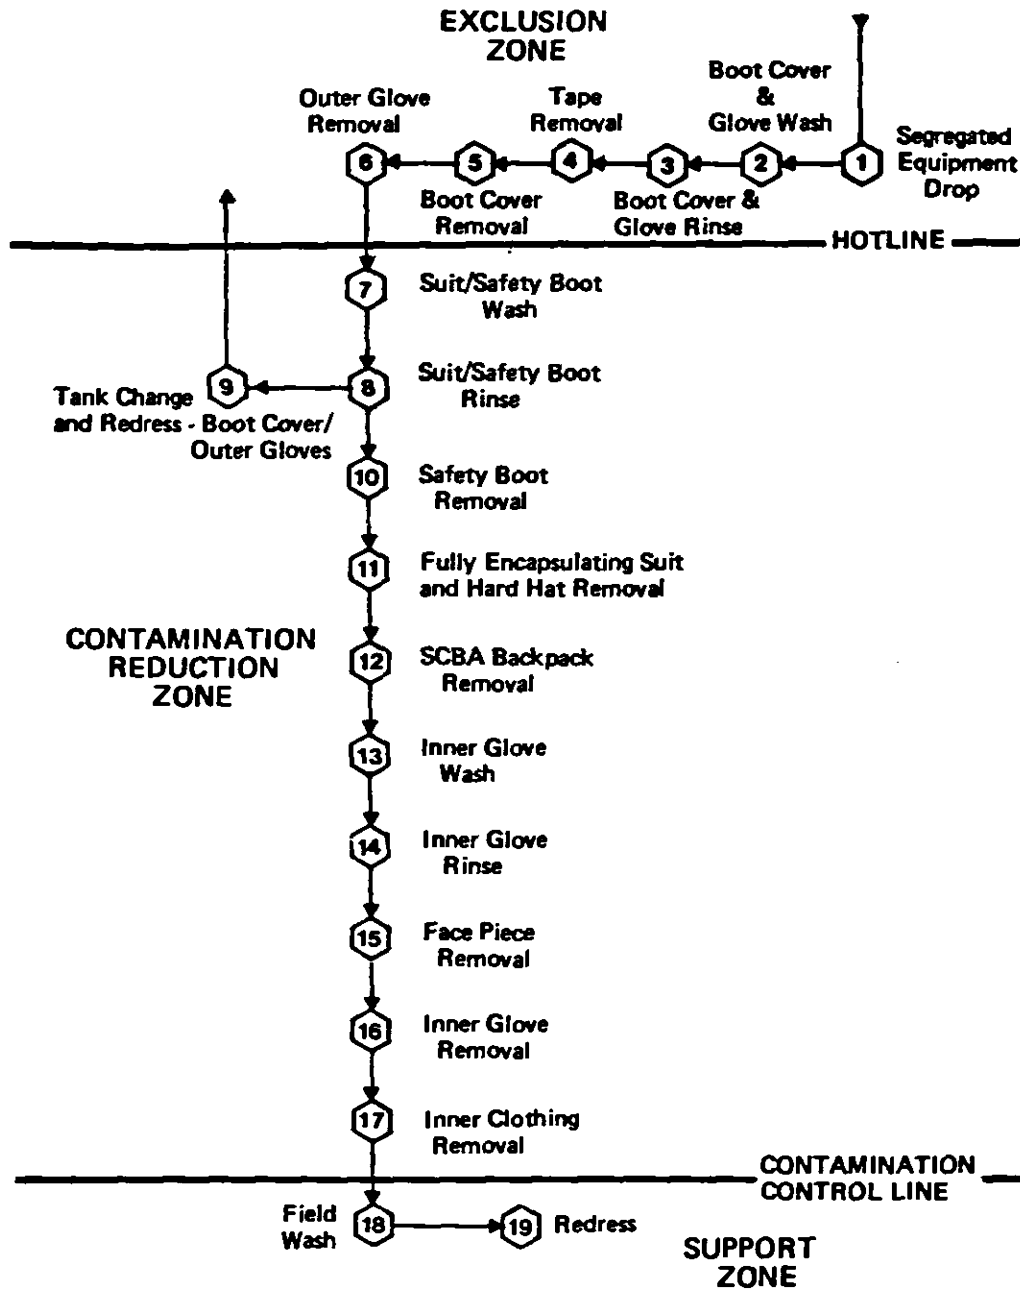 EXCLUSION
ZONE
Boot Cover
&
Glove Wash
Outer Glove
Removal
Tape
Removal
Segregated
Equipment
Drop
6
5
4
3
2
1
Boot Cover
Removal
Boot Cover &
Glove Rinse
HOTLINE
7
Suit/Safety Boot
Wash
9
8
Suit/Safety Boot
Rinse
Tank Change
and Redress - Boot Cover/
Outer Gloves
10
Safety Boot
Removal
11
Fully Encapsulating Suit
and Hard Hat Removal
CONTAMINATION
REDUCTION
ZONE
12
SCBA Backpack
Removal
13
Inner Glove
Wash
14
Inner Glove
Rinse
15
Face Piece
Removal
16
Inner Glove
Removal
17
Inner Clothing
Removal
CONTAMINATION
CONTROL LINE
Field
Wash
18
19
Redress
SUPPORT
ZONE